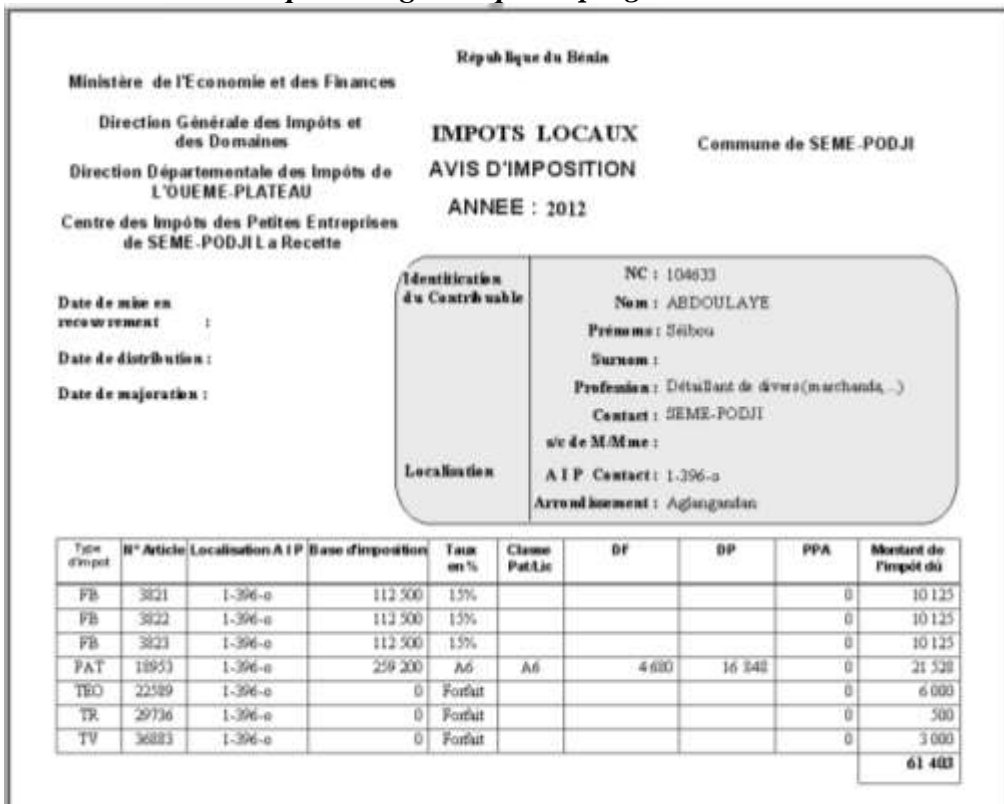 République du Bénin
Ministère de l'Economie et des Finances
Direction Générale des Impôts et
des Domaines
IMPOTS LOCAUX
Commune de SEME-PODJI
Direction Départementale des Impôts de
L'OUEME-PLATEAU
AVIS D'IMPOSITION
ANNEE : 2012
Centre des Impôts des Petites Entreprises
de SEME-PODJI La Recette
Identification
du Contribuable
NC : 104633
Nom : ABDOULAYE
Prénoms : Séibou
Surnom :
Profession : Détaillant de divers(marchands,...)
Contact : SEME-PODJI
s/c de M/Mme :
Localisation
A I P Contact : 1-396-o
Arrondissement : Aglangandan
Date de mise en
recouvrement :
Date de distribution :
Date de majoration :
Type d'impot N° Article Localisation A I P Base d'imposition Taux en % Classe Pat/Lic DF DP PPA Montant de l'impôt dû
FB 3821 1-396-o 112 500 15% 0 10 125
FB 3822 1-396-o 112 500 15% 0 10 125
FB 3823 1-396-o 112 500 15% 0 10 125
PAT 18953 1-396-o 259 200 A6 A6 4 680 16 848 0 21 528
TEO 22589 1-396-o 0 Forfait 0 6 000
TR 29736 1-396-o 0 Forfait 0 500
TV 36883 1-396-o 0 Forfait 0 3 000
61 403